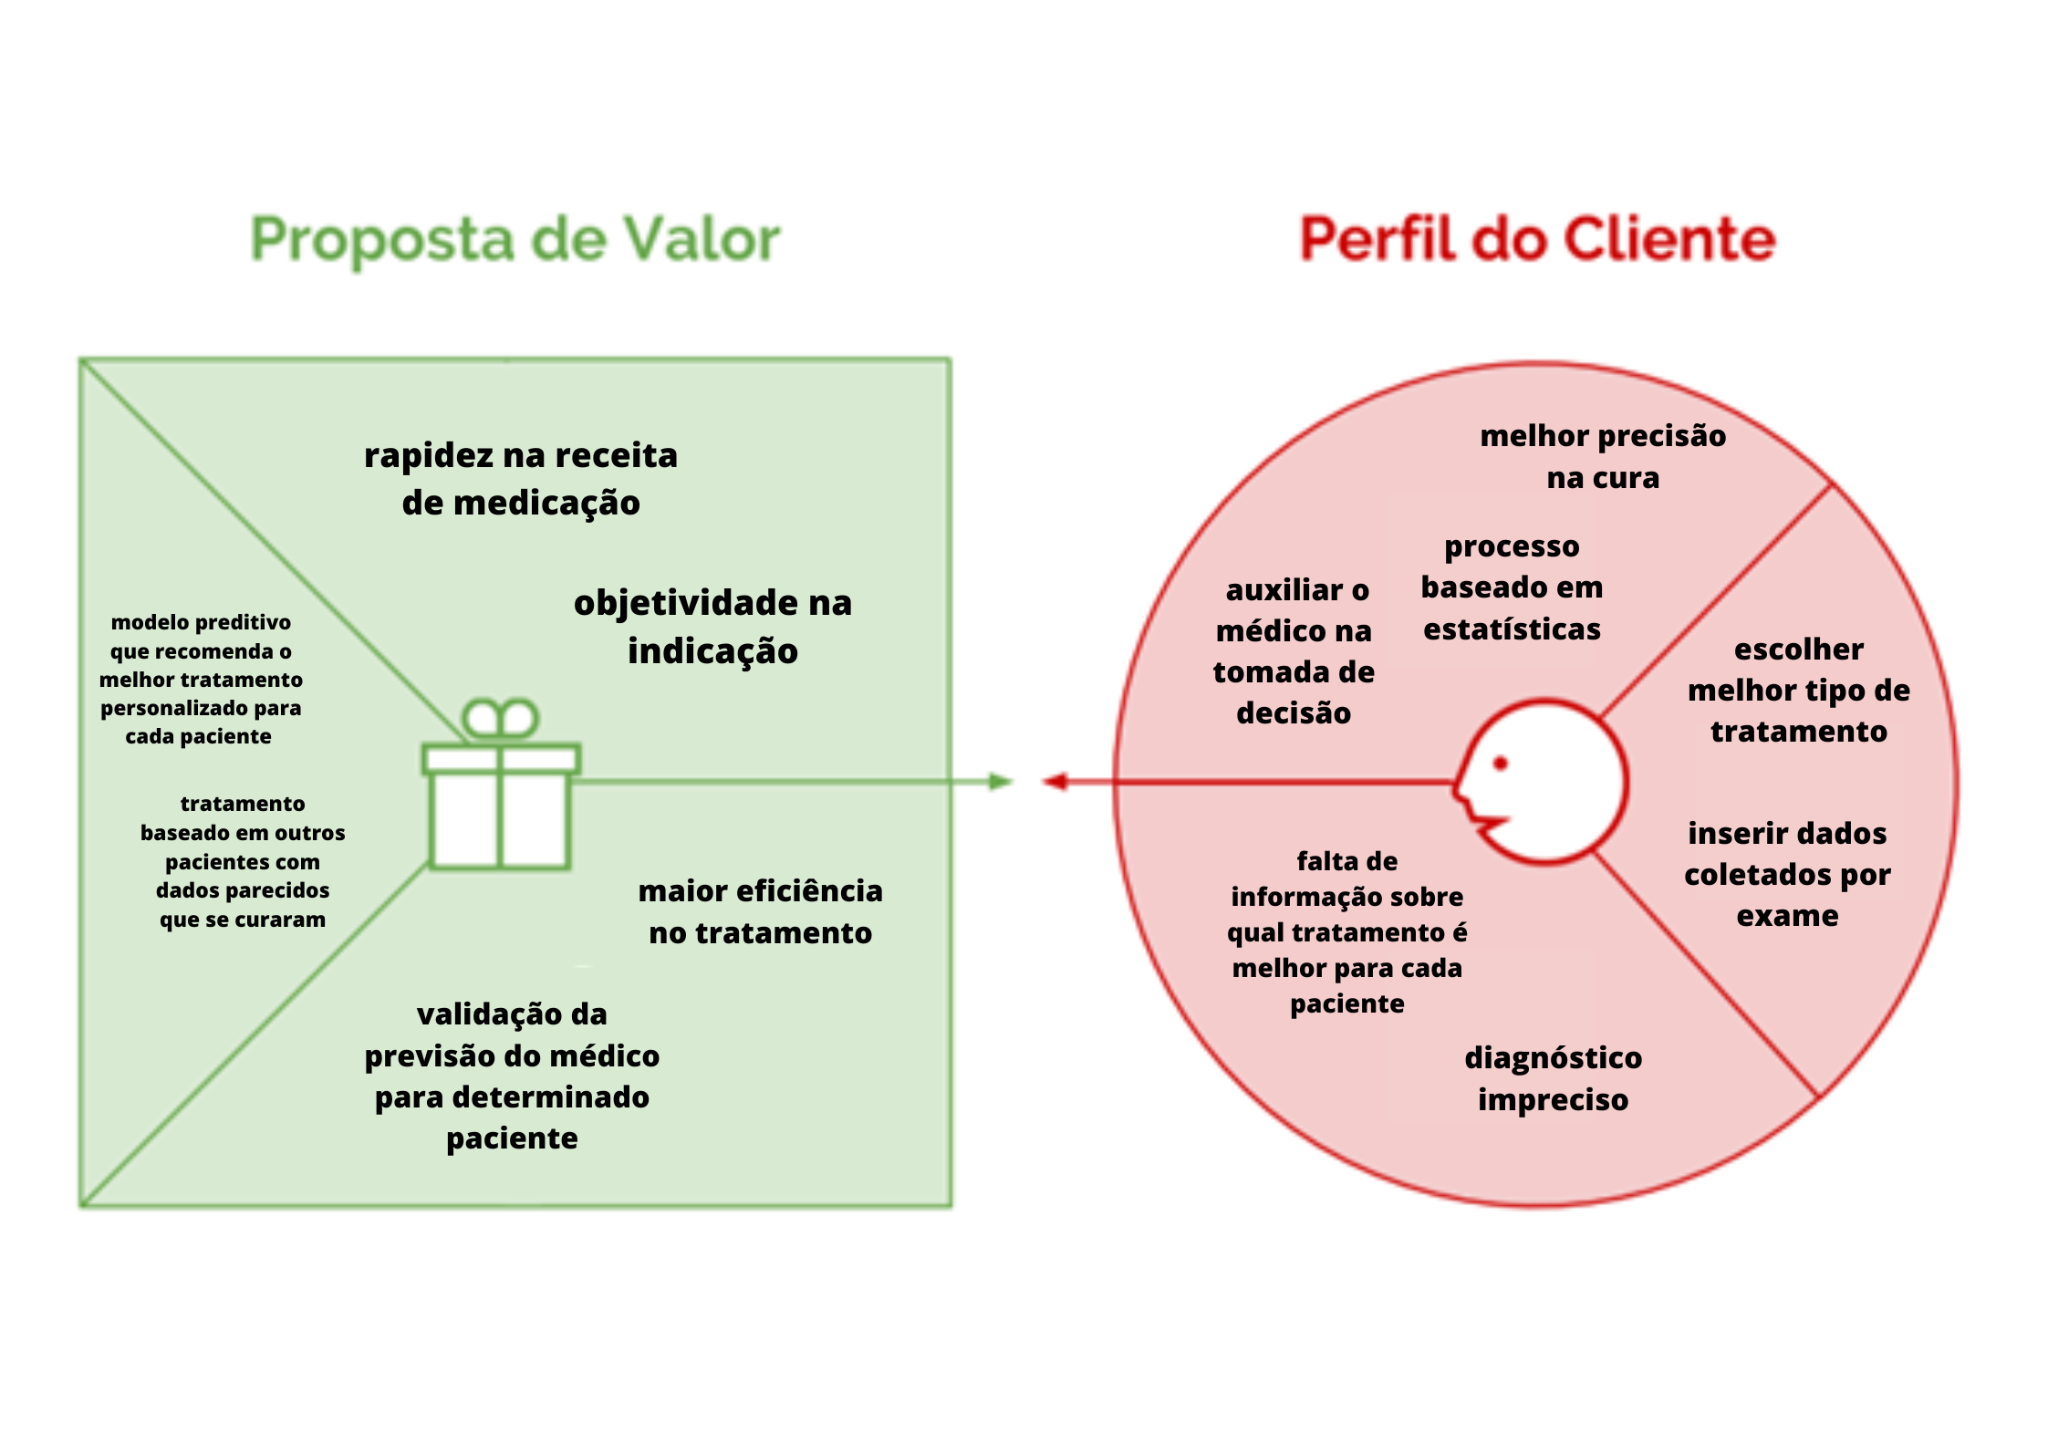 Proposta de Valor
rapidez na receita
de medicação
objetividade na
indicação
modelo preditivo
que recomenda o
melhor tratamento
personalizado para
cada paciente
tratamento
baseado em outros
pacientes com
dados parecidos
que se curaram
maior eficiência
no tratamento
validação da
previsão do médico
para determinado
paciente
Perfil do Cliente
melhor precisão
na cura
processo
baseado em
estatísticas
auxiliar o
médico na
tomada de
decisão
escolher
melhor tipo de
tratamento
inserir dados
coletados por
exame
falta de
informação sobre
qual tratamento é
melhor para cada
paciente
diagnóstico
impreciso